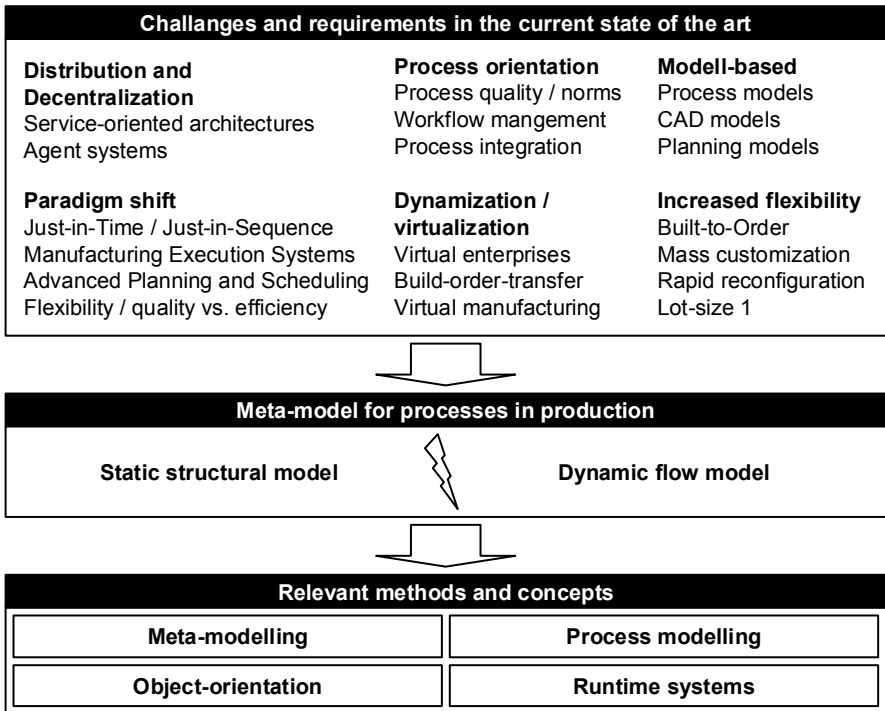 Challanges and requirements in the current state of the art
Distribution and
Decentralization
Service-oriented architectures
Agent systems
Process orientation
Process quality / norms
Workflow mangement
Process integration
Modell-based
Process models
CAD models
Planning models
Paradigm shift
Just-in-Time / Just-in-Sequence
Manufacturing Execution Systems
Advanced Planning and Scheduling
Flexibility / quality vs. efficiency
Dynamization /
virtualization
Virtual enterprises
Build-order-transfer
Virtual manufacturing
Increased flexibility
Built-to-Order
Mass customization
Rapid reconfiguration
Lot-size 1
Meta-model for processes in production
Static structural model
Dynamic flow model
Relevant methods and concepts
Meta-modelling
Process modelling
Object-orientation
Runtime systems